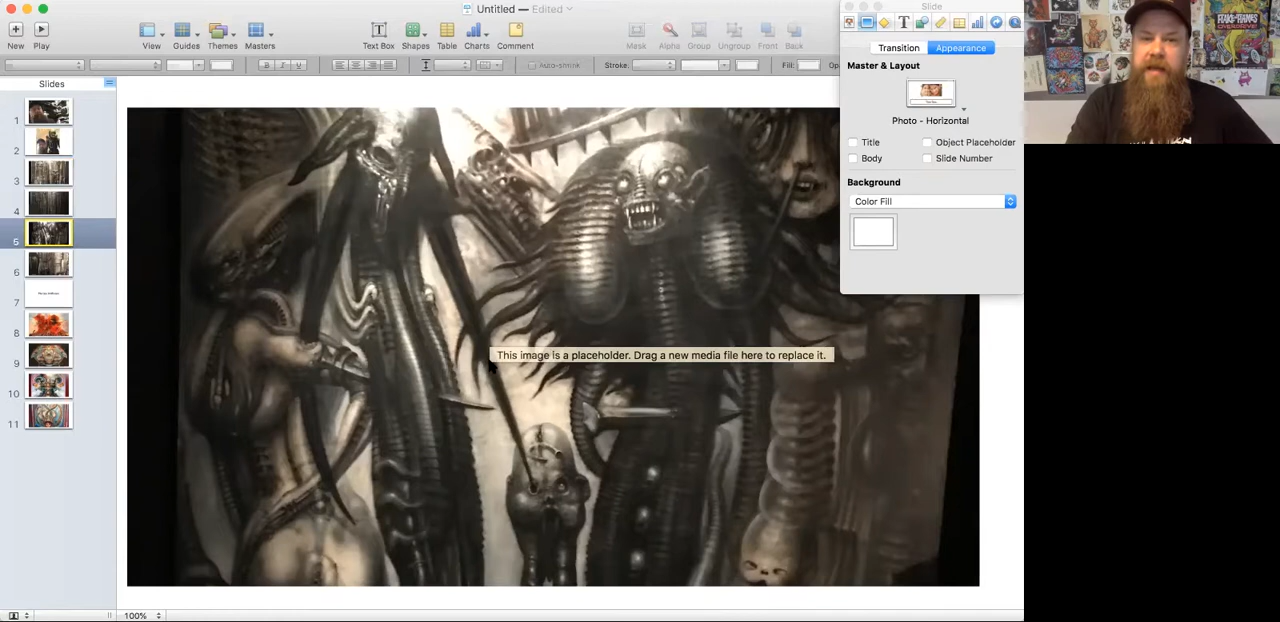 Untitled — Edited
Slide
New
Play
View
Guides
Themes
Masters
Text Box
Shapes
Table
Charts
Comment
Mask
Alpha
Group
Ungroup
Front
Back
B I U
Auto-shrink
Stroke:
Fill:
Op
Slides
1
2
3
4
5
6
7
8
9
10
11
Transition
Appearance
Master & Layout
Photo - Horizontal
Title
Object Placeholder
Body
Slide Number
Background
Color Fill
This image is a placeholder. Drag a new media file here to replace it.
100%